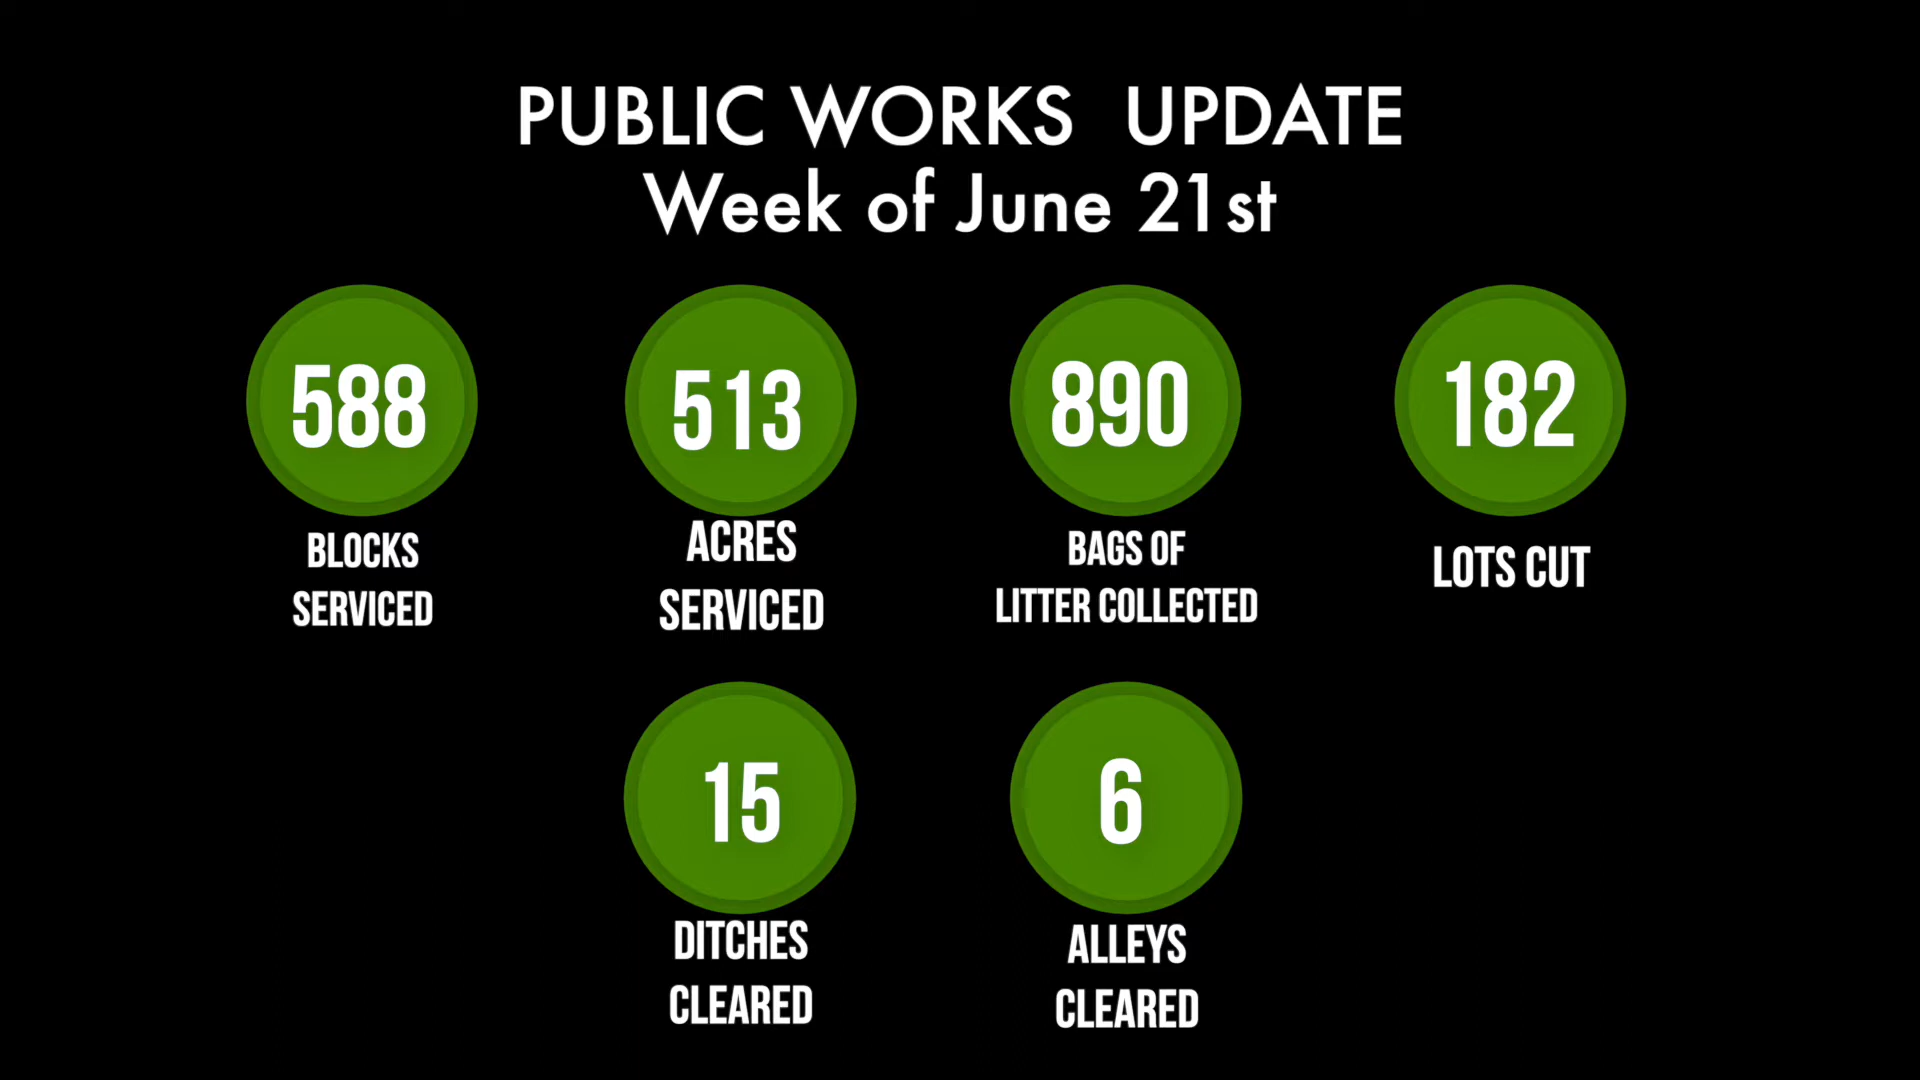 PUBLIC WORKS UPDATE
Week of June 21st
588
BLOCKS
SERVICED
513
ACRES
SERVICED
890
BAGS OF
LITTER COLLECTED
182
LOTS CUT
15
DITCHES
CLEARED
6
ALLEYS
CLEARED